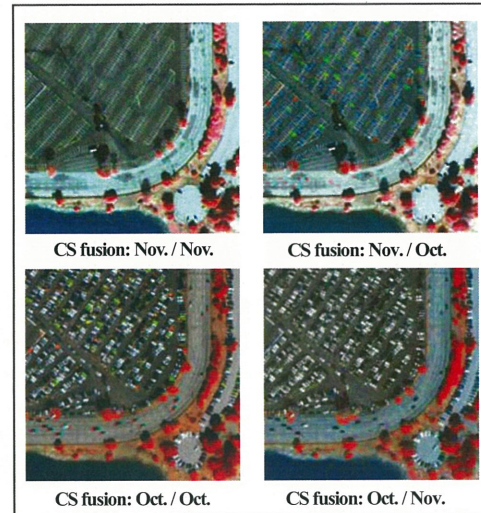 CS fusion: Nov. / Nov.
CS fusion: Nov. / Oct.
CS fusion: Oct. / Oct.
CS fusion: Oct. / Nov.